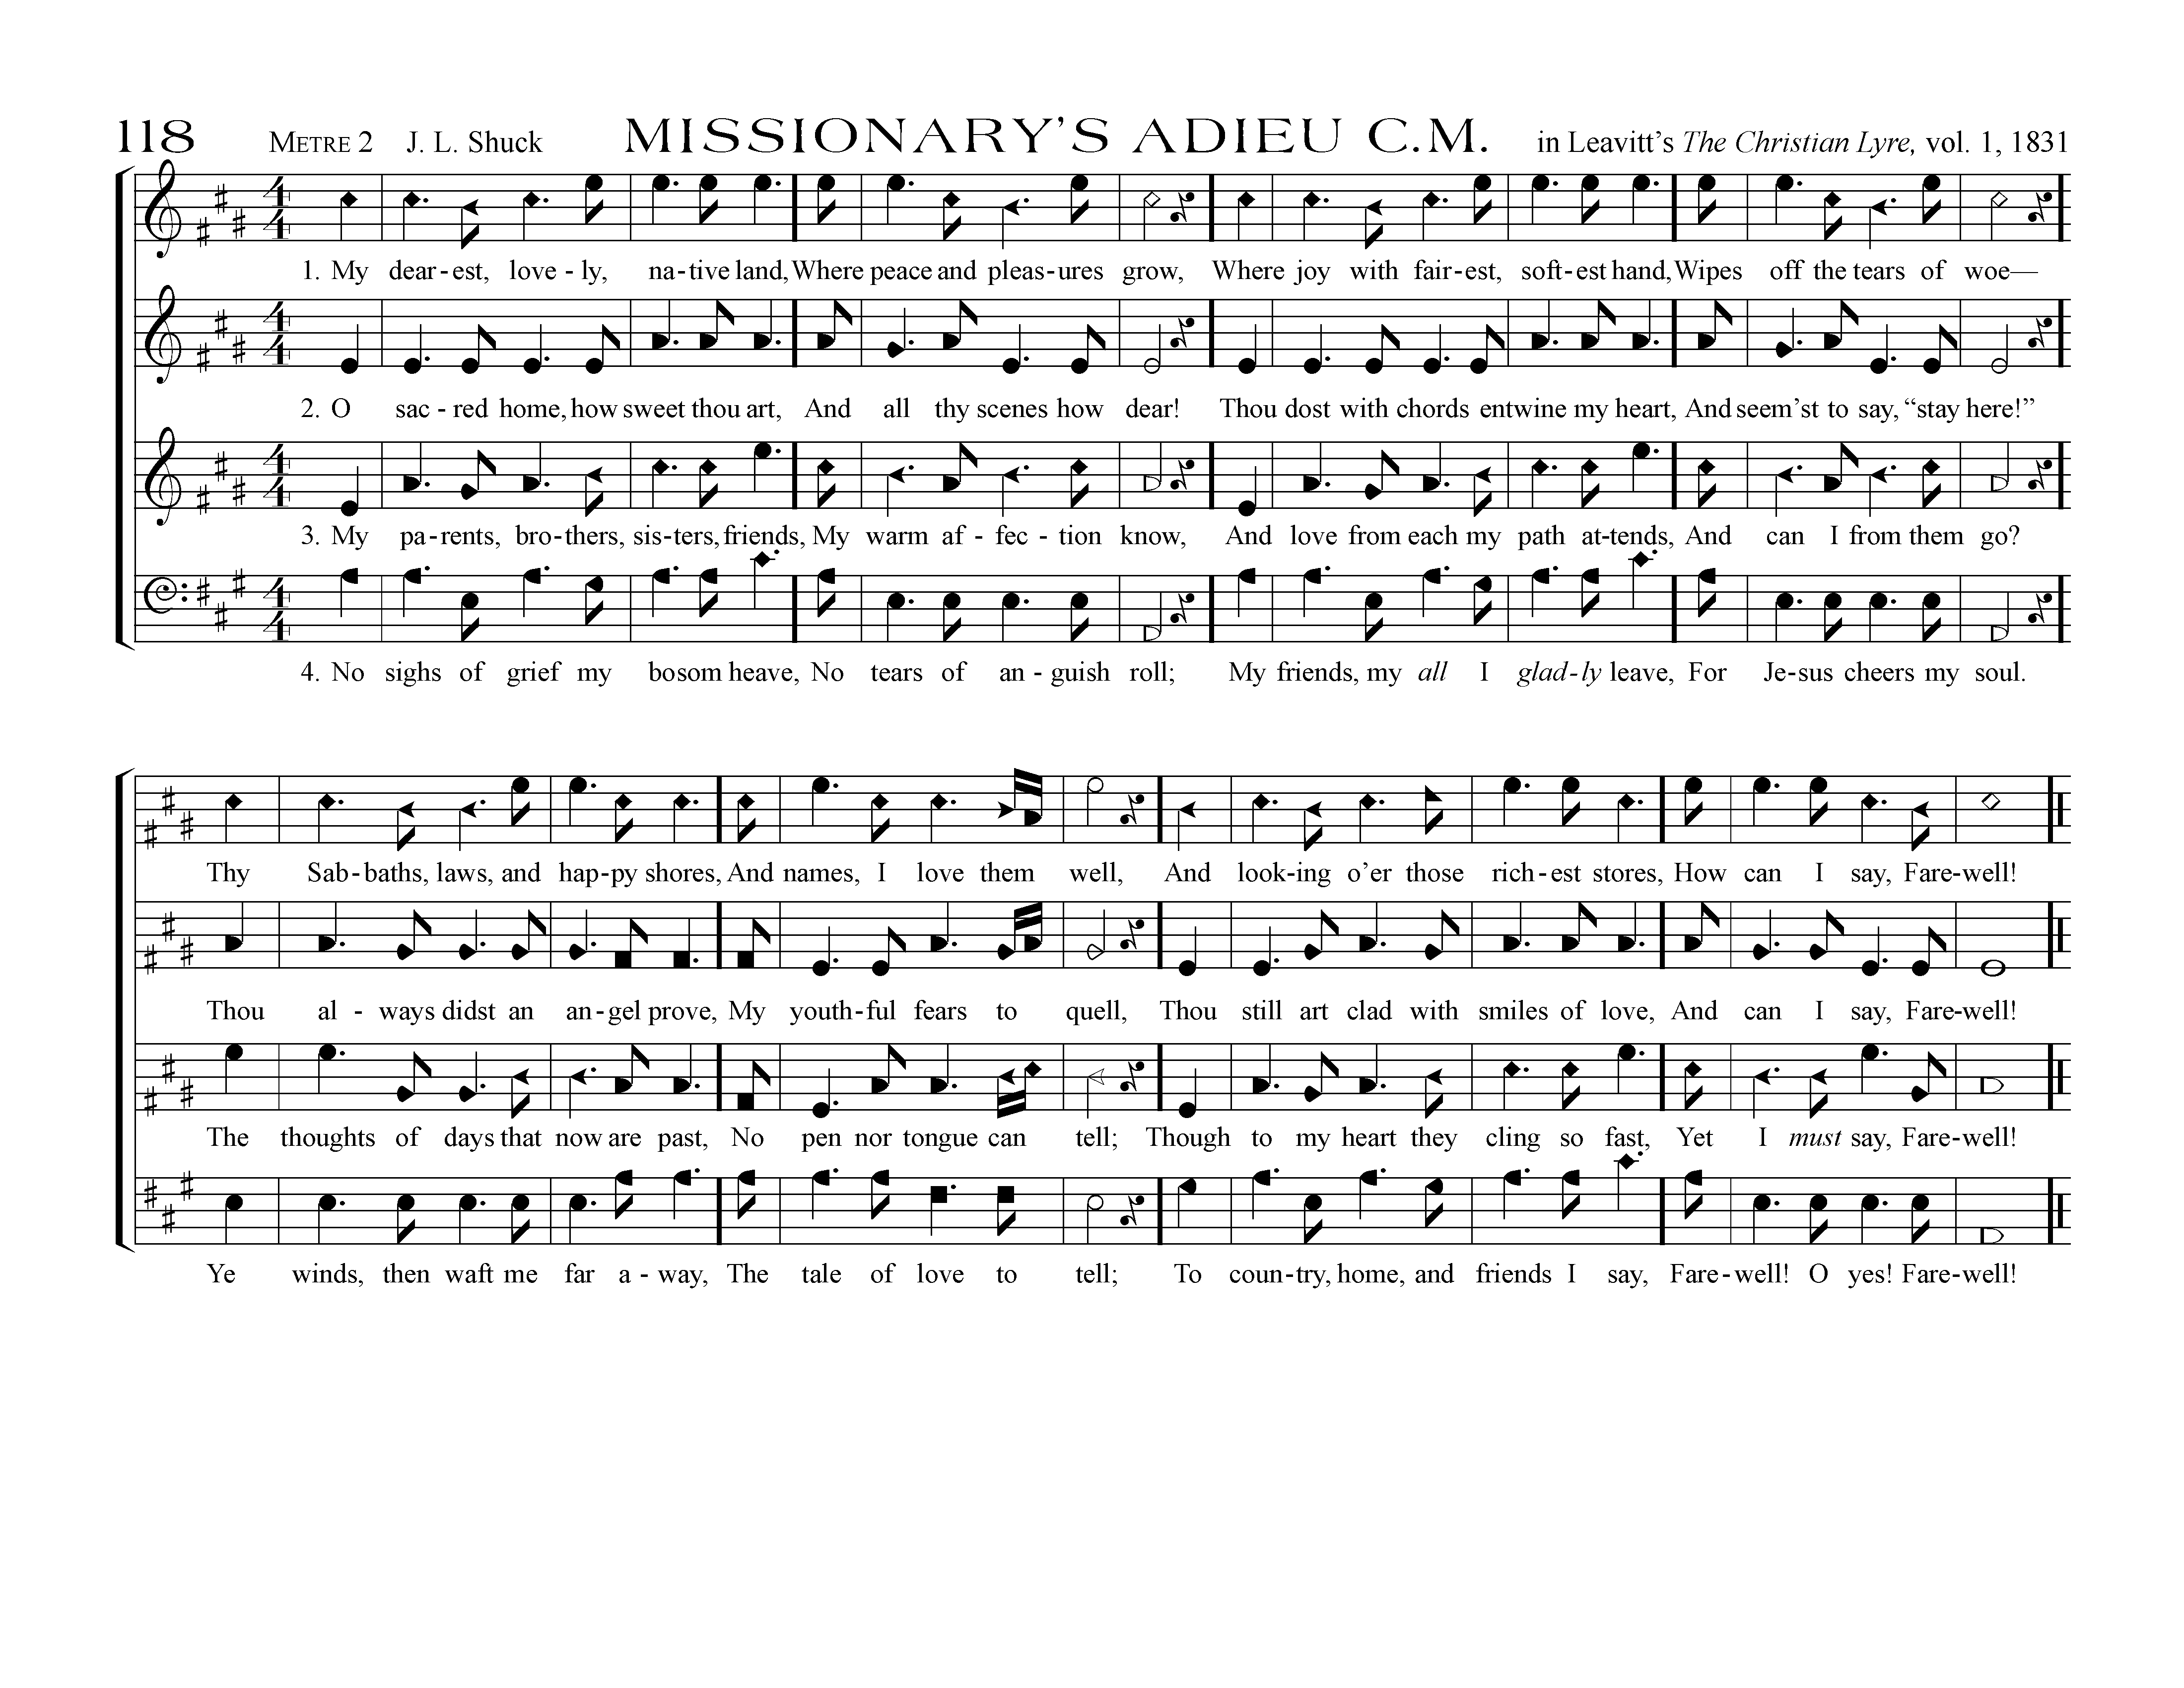 118 METRE 2 J. L. Shuck MISSIONARY'S ADIEU C.M. in Leavitt's The Christian Lyre, vol. 1, 1831
4 4
1. My dear-est, love-ly, na-tive land, Where peace and pleas-ures grow, Where joy with fair-est, soft-est hand, Wipes off the tears of woe—
4 4
2. O sac-red home, how sweet thou art, And all thy scenes how dear! Thou dost with chords entwine my heart, And seem'st to say, “stay here!”
4 4
3. My pa-rents, bro-thers, sis-ters, friends, My warm af-fec-tion know, And love from each my path at-tends, And can I from them go?
4 4
4. No sighs of grief my bosom heave, No tears of an-guish roll; My friends, my all I glad-ly leave, For Je-sus cheers my soul.
Thy Sab-baths, laws, and hap-py shores, And names, I love them well, And look-ing o'er those rich-est stores, How can I say, Fare-well!
Thou al-ways didst an an-gel prove, My youth-ful fears to quell, Thou still art clad with smiles of love, And can I say, Fare-well!
The thoughts of days that now are past, No pen nor tongue can tell; Though to my heart they cling so fast, Yet I must say, Fare-well!
Ye winds, then waft me far a-way, The tale of love to tell; To coun-try, home, and friends I say, Fare-well! O yes! Fare-well!